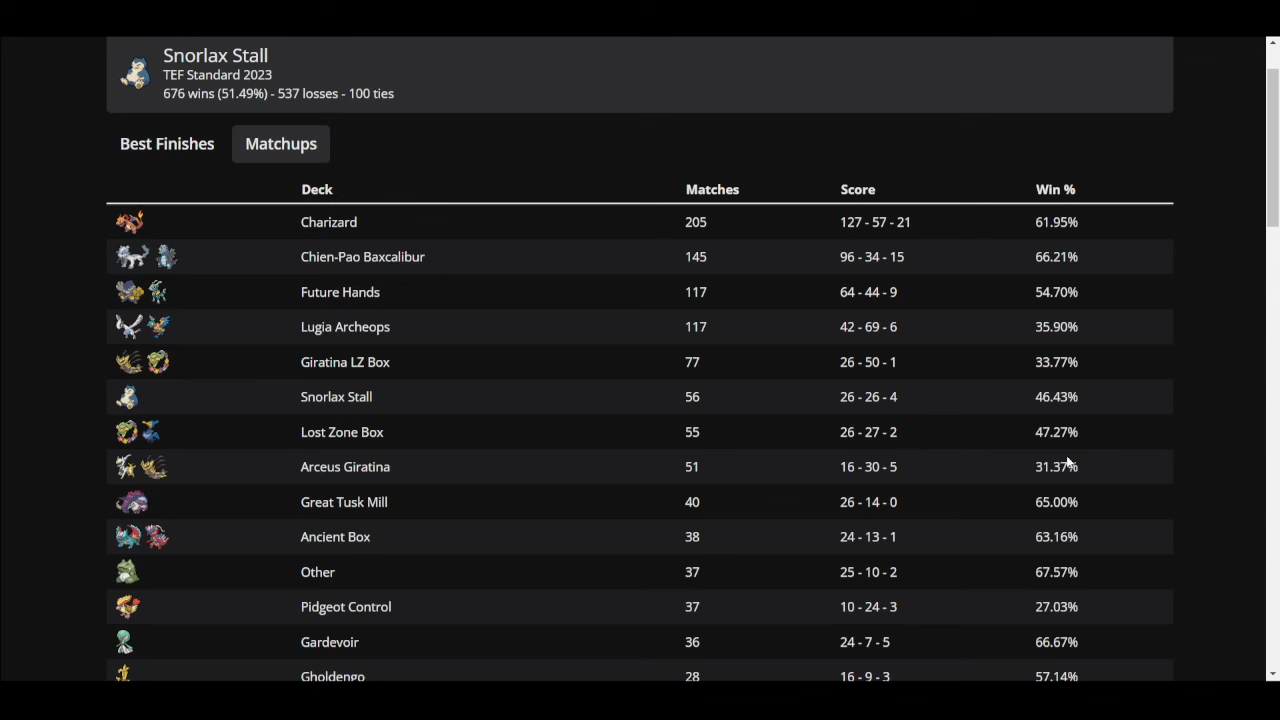 Snorlax Stall
TEF Standard 2023
676 wins (51.49%) - 537 losses - 100 ties
Best Finishes Matchups
Deck Matches Score Win %
Charizard 205 127 - 57 - 21 61.95%
Chien-Pao Baxcalibur 145 96 - 34 - 15 66.21%
Future Hands 117 64 - 44 - 9 54.70%
Lugia Archeops 117 42 - 69 - 6 35.90%
Giratina LZ Box 77 26 - 50 - 1 33.77%
Snorlax Stall 56 26 - 26 - 4 46.43%
Lost Zone Box 55 26 - 27 - 2 47.27%
Arceus Giratina 51 16 - 30 - 5 31.37%
Great Tusk Mill 40 26 - 14 - 0 65.00%
Ancient Box 38 24 - 13 - 1 63.16%
Other 37 25 - 10 - 2 67.57%
Pidgeot Control 37 10 - 24 - 3 27.03%
Gardevoir 36 24 - 7 - 5 66.67%
Gholdengo 28 16 - 9 - 3 57.14%